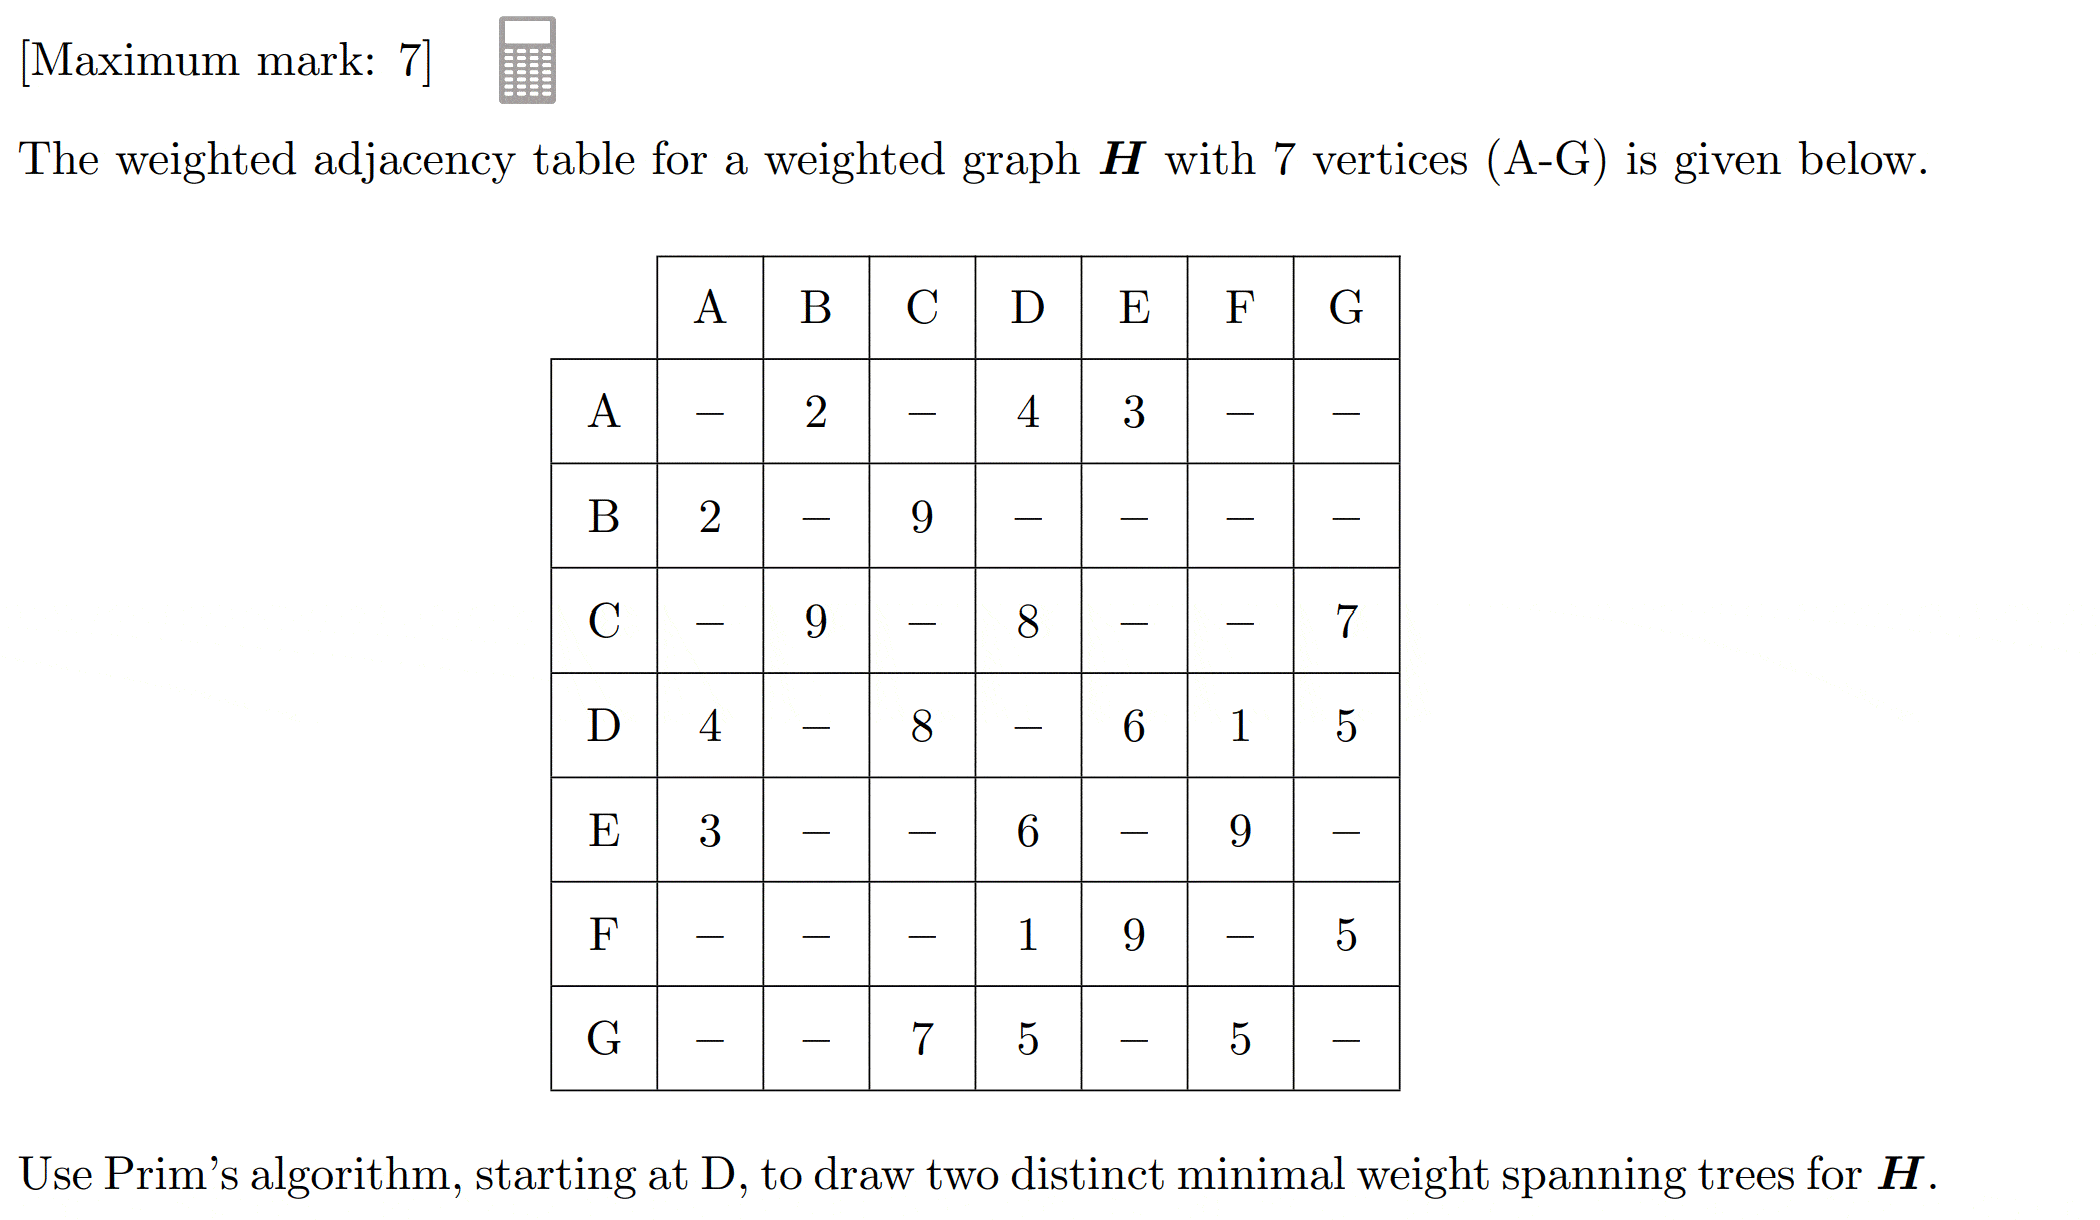 [Maximum mark: 7]
The weighted adjacency table for a weighted graph H with 7 vertices (A-G) is given below.
A B C D E F G
A – 2 – 4 3 – –
B 2 – 9 – – – –
C – 9 – 8 – – 7
D 4 – 8 – 6 1 5
E 3 – – 6 – 9 –
F – – – 1 9 – 5
G – – 7 5 – 5 –
Use Prim's algorithm, starting at D, to draw two distinct minimal weight spanning trees for H.